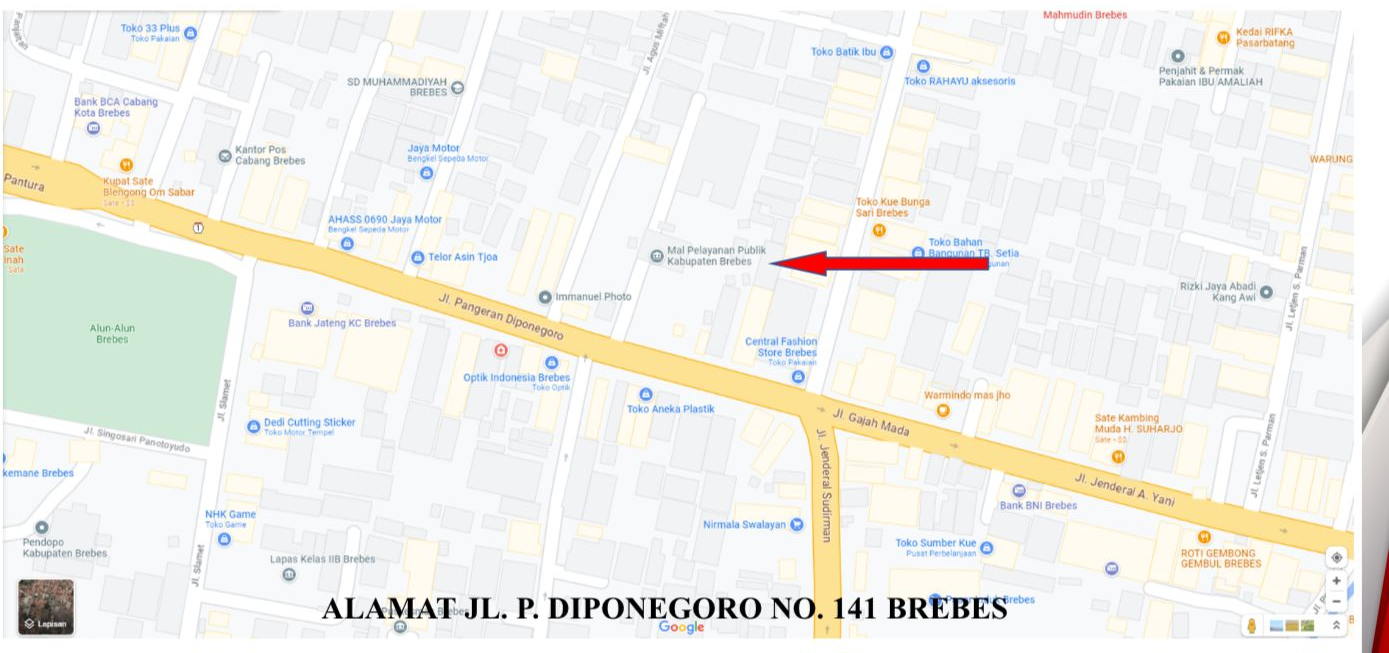 Mahmudin Brebes
Toko 33 Plus
Toko Pakaian
Kedai RIFKA
Pasarbatang
Jl. Agus Miftah
Toko Batik Ibu
Toko RAHAYU aksesoris
Penjahit & Permak
Pakaian IBU AMALIAH
SD MUHAMMADIYAH
BREBES
Bank BCA Cabang
Kota Brebes
Kantor Pos
Cabang Brebes
Jaya Motor
Bengkel Sepeda Motor
WARUNG
Pantura
Kupat Sate
Blengong Om Sabar
Sate - $$
1
AHASS 0690 Jaya Motor
Bengkel Sepeda Motor
Telor Asin Tjoa
Toko Kue Bunga
Sari Brebes
Mal Pelayanan Publik
Kabupaten Brebes
Toko Bahan
Bangunan TB. Setia
Sate
Rizki Jaya Abadi
Kang Awi
Jl. Letjen S. Parman
Immanuel Photo
Jl. Pangeran Diponegoro
Alun-Alun
Brebes
Bank Jateng KC Brebes
Central Fashion
Store Brebes
Toko Pakaian
Optik Indonesia Brebes
Toko Optik
Jl. Slamet
Toko Aneka Plastik
Warmindo mas jho
Jl. Gajah Mada
Sate Kambing
Muda H. SUHARJO
Sate - $$
Dedi Cutting Sticker
Toko Motor Tempel
Jl. Singosari Panotoyudo
Jl. Jenderal Sudirman
Jl. Letjen S. Parman
kemane Brebes
Jl. Jenderal A. Yani
Bank BNI Brebes
NHK Game
Toko Game
Nirmala Swalayan
Pendopo
Kabupaten Brebes
Lapas Kelas IIB Brebes
Jl. Slamet
Toko Sumber Kue
Pusat Perbelanjaan
ROTI GEMBONG
GEMBUL BREBES
ALAMAT JL. P. DIPONEGORO NO. 141 BREBES
Brebes
Lapisan
Google